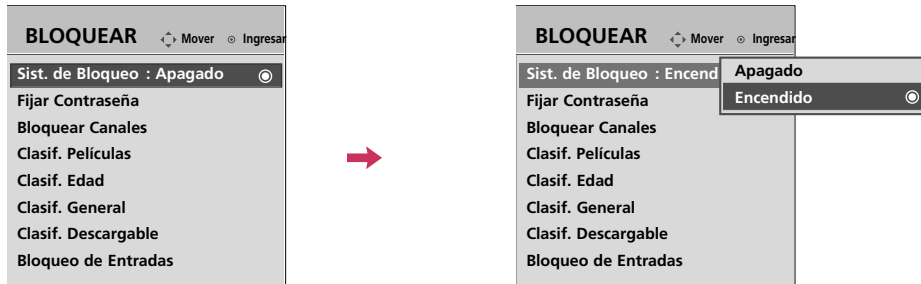 BLOQUEAR Mover Ingresar
Sist. de Bloqueo : Apagado
Fijar Contraseña
Bloquear Canales
Clasif. Películas
Clasif. Edad
Clasif. General
Clasif. Descargable
Bloqueo de Entradas
BLOQUEAR Mover Ingresar
Sist. de Bloqueo : Encend
Fijar Contraseña
Bloquear Canales
Clasif. Películas
Clasif. Edad
Clasif. General
Clasif. Descargable
Bloqueo de Entradas
Apagado
Encendido